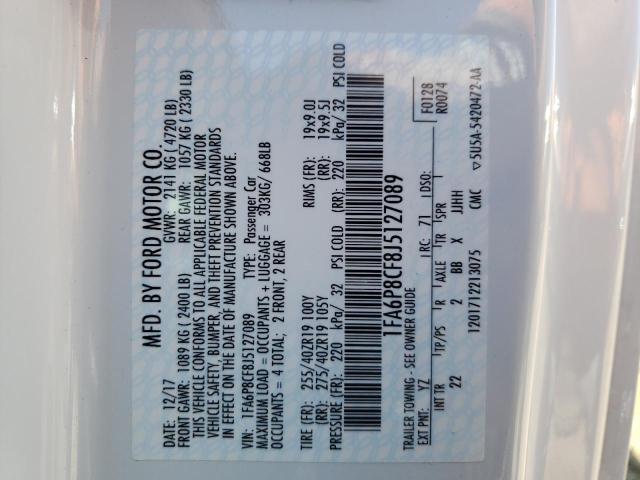 MFD. BY FORD MOTOR CO.
DATE: 12/17 GVWR: 2141 KG ( 4720 LB)
FRONT GAWR: 1089 KG ( 2400 LB) REAR GAWR: 1057 KG ( 2330 LB)
THIS VEHICLE CONFORMS TO ALL APPLICABLE FEDERAL MOTOR
VEHICLE SAFETY, BUMPER, AND THEFT PREVENTION STANDARDS
IN EFFECT ON THE DATE OF MANUFACTURE SHOWN ABOVE.
VIN: 1FA6P8CF8J5127089 TYPE: Passenger Car
MAXIMUM LOAD = OCCUPANTS + LUGGAGE = 303KG/ 668LB
OCCUPANTS = 4 TOTAL; 2 FRONT, 2 REAR
TIRE (FR): 255/40ZR19 100Y RIMS (FR): 19x9.0J
(RR): 275/40ZR19 105Y (RR): 19x9.5J
PRESSURE (FR): 220 kPa/ 32 PSI COLD (RR): 220 kPa/ 32 PSI COLD
1FA6P8CF8J5127089
TRAILER TOWING - SEE OWNER GUIDE F0128
EXT PNT: YZ RC: 71 DSO: R0074
INT TR TP/PS R AXLE TR SPR
22 2 BB X JJHH 1
1201712213075 CMC 5U5A-5420472-AA